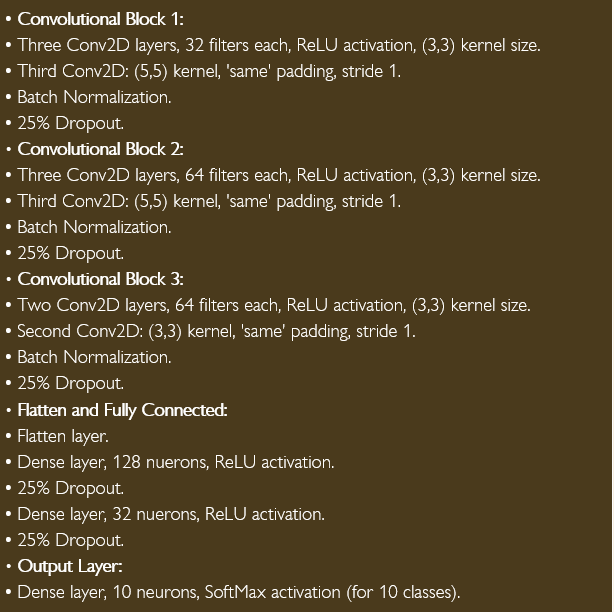 • Convolutional Block 1:
• Three Conv2D layers, 32 filters each, ReLU activation, (3,3) kernel size.
• Third Conv2D: (5,5) kernel, 'same' padding, stride 1.
• Batch Normalization.
• 25% Dropout.
• Convolutional Block 2:
• Three Conv2D layers, 64 filters each, ReLU activation, (3,3) kernel size.
• Third Conv2D: (5,5) kernel, 'same' padding, stride 1.
• Batch Normalization.
• 25% Dropout.
• Convolutional Block 3:
• Two Conv2D layers, 64 filters each, ReLU activation, (3,3) kernel size.
• Second Conv2D: (3,3) kernel, 'same' padding, stride 1.
• Batch Normalization.
• 25% Dropout.
• Flatten and Fully Connected:
• Flatten layer.
• Dense layer, 128 nuerons, ReLU activation.
• 25% Dropout.
• Dense layer, 32 nuerons, ReLU activation.
• 25% Dropout.
• Output Layer:
• Dense layer, 10 neurons, SoftMax activation (for 10 classes).